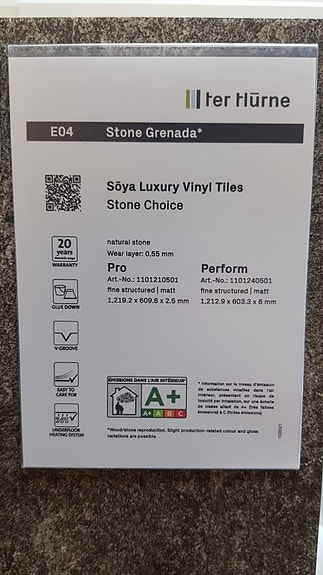 ter Hürne
E04 Stone Grenada*
Sōya Luxury Vinyl Tiles
Stone Choice
20
years
WARRANTY
natural stone
Wear layer: 0,55 mm
Pro Perform
Art.-No.: 1101210501 Art.-No.: 1101240501
fine structured | matt fine structured | matt
1,219.2 x 609.6 x 2.5 mm 1,212.9 x 603.3 x 6 mm
GLUE DOWN
V-GROOVE
EASY TO
CARE FOR
UNDERFLOOR
HEATING SYSTEM
ÉMISSIONS DANS L'AIR INTÉRIEUR*
A+
A+ A B C
* Information sur le niveau d'émission
de substances volatiles dans l'air
intérieur, présentant un risque de
toxicité par inhalation, sur une échelle
de classe allant de A+ (très faibles
émissions) à C (fortes émissions)
*Wood/stone reproduction. Slight production-related colour and gloss
variations are possible.